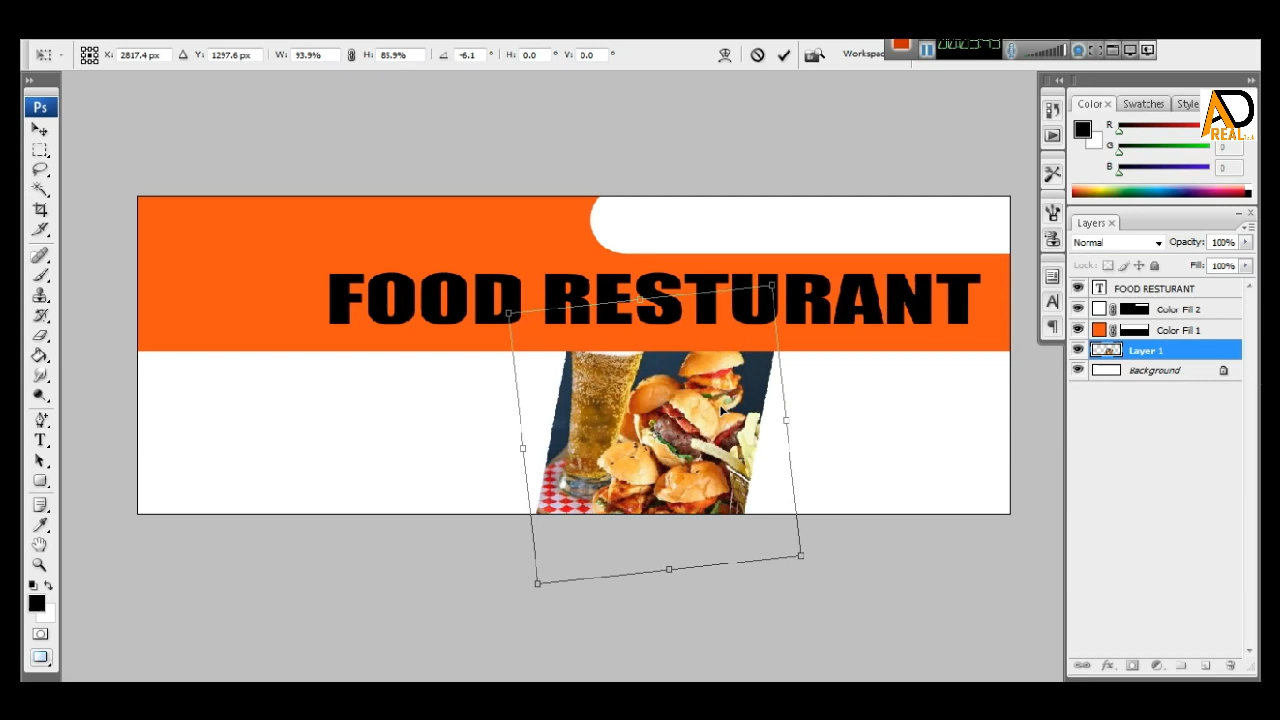 X: 2817.4 px Y: 1297.6 px W: 93.9% H: 85.9% -6.1 ° H: 0.0 ° V: 0.0 °
Ps
Color Swatches Style
R
G 0
B 0
AD
REAL
FOOD RESTURANT
Layers
Normal Opacity: 100%
Lock: Fill: 100%
T FOOD RESTURANT
Color Fill 2
Color Fill 1
Layer 1
Background